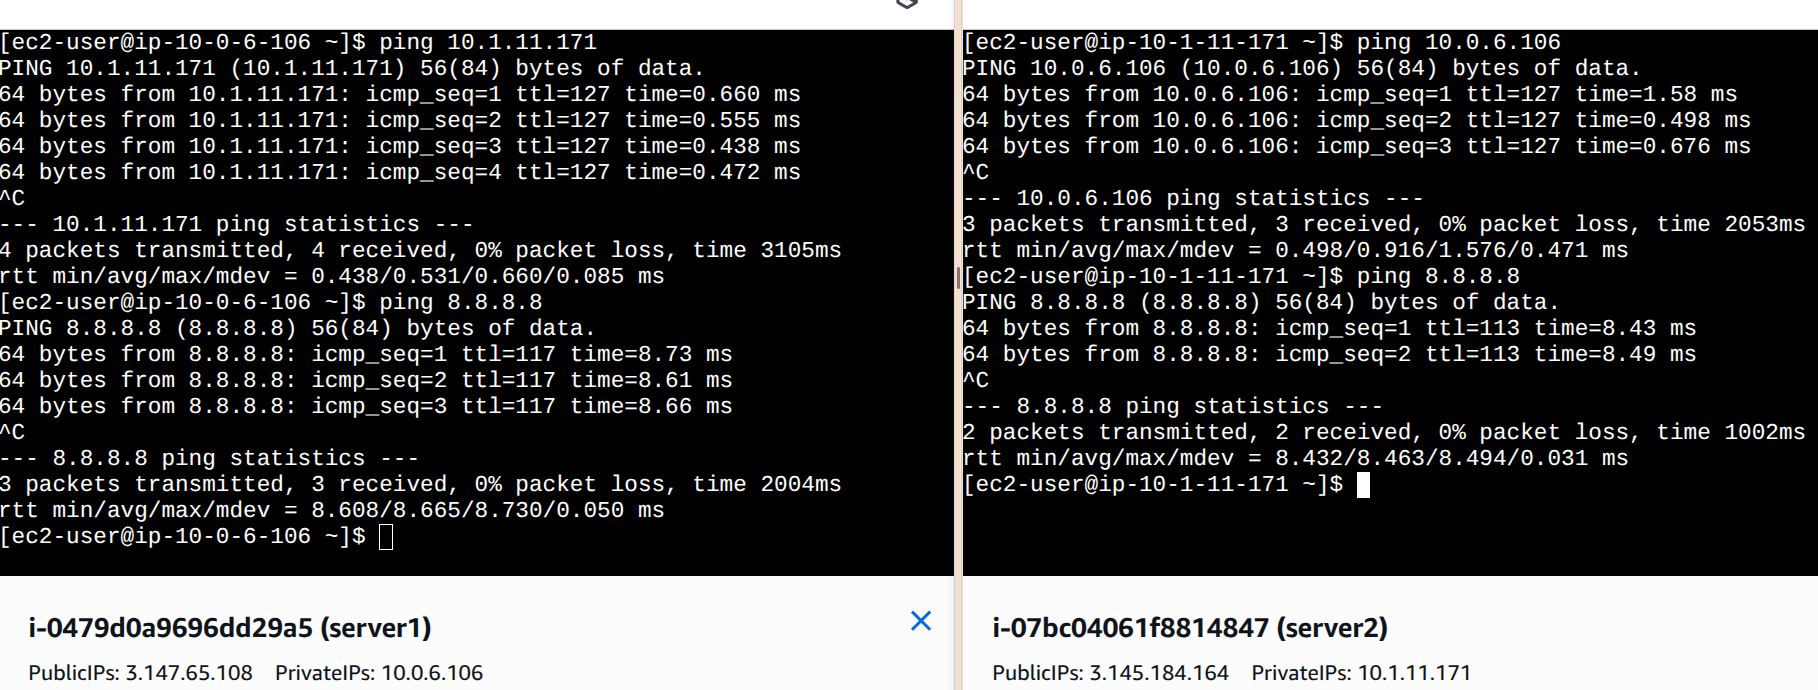 [ec2-user@ip-10-0-6-106 ~]$ ping 10.1.11.171
PING 10.1.11.171 (10.1.11.171) 56(84) bytes of data.
64 bytes from 10.1.11.171: icmp_seq=1 ttl=127 time=0.660 ms
64 bytes from 10.1.11.171: icmp_seq=2 ttl=127 time=0.555 ms
64 bytes from 10.1.11.171: icmp_seq=3 ttl=127 time=0.438 ms
64 bytes from 10.1.11.171: icmp_seq=4 ttl=127 time=0.472 ms
^C
--- 10.1.11.171 ping statistics ---
4 packets transmitted, 4 received, 0% packet loss, time 3105ms
rtt min/avg/max/mdev = 0.438/0.531/0.660/0.085 ms
[ec2-user@ip-10-0-6-106 ~]$ ping 8.8.8.8
PING 8.8.8.8 (8.8.8.8) 56(84) bytes of data.
64 bytes from 8.8.8.8: icmp_seq=1 ttl=117 time=8.73 ms
64 bytes from 8.8.8.8: icmp_seq=2 ttl=117 time=8.61 ms
64 bytes from 8.8.8.8: icmp_seq=3 ttl=117 time=8.66 ms
^C
--- 8.8.8.8 ping statistics ---
3 packets transmitted, 3 received, 0% packet loss, time 2004ms
rtt min/avg/max/mdev = 8.608/8.665/8.730/0.050 ms
[ec2-user@ip-10-0-6-106 ~]$
i-0479d0a9696dd29a5 (server1)
PublicIPs: 3.147.65.108 PrivateIPs: 10.0.6.106
[ec2-user@ip-10-1-11-171 ~]$ ping 10.0.6.106
PING 10.0.6.106 (10.0.6.106) 56(84) bytes of data.
64 bytes from 10.0.6.106: icmp_seq=1 ttl=127 time=1.58 ms
64 bytes from 10.0.6.106: icmp_seq=2 ttl=127 time=0.498 ms
64 bytes from 10.0.6.106: icmp_seq=3 ttl=127 time=0.676 ms
^C
--- 10.0.6.106 ping statistics ---
3 packets transmitted, 3 received, 0% packet loss, time 2053ms
rtt min/avg/max/mdev = 0.498/0.916/1.576/0.471 ms
[ec2-user@ip-10-1-11-171 ~]$ ping 8.8.8.8
PING 8.8.8.8 (8.8.8.8) 56(84) bytes of data.
64 bytes from 8.8.8.8: icmp_seq=1 ttl=113 time=8.43 ms
64 bytes from 8.8.8.8: icmp_seq=2 ttl=113 time=8.49 ms
^C
--- 8.8.8.8 ping statistics ---
2 packets transmitted, 2 received, 0% packet loss, time 1002ms
rtt min/avg/max/mdev = 8.432/8.463/8.494/0.031 ms
[ec2-user@ip-10-1-11-171 ~]$
i-07bc04061f8814847 (server2)
PublicIPs: 3.145.184.164 PrivateIPs: 10.1.11.171